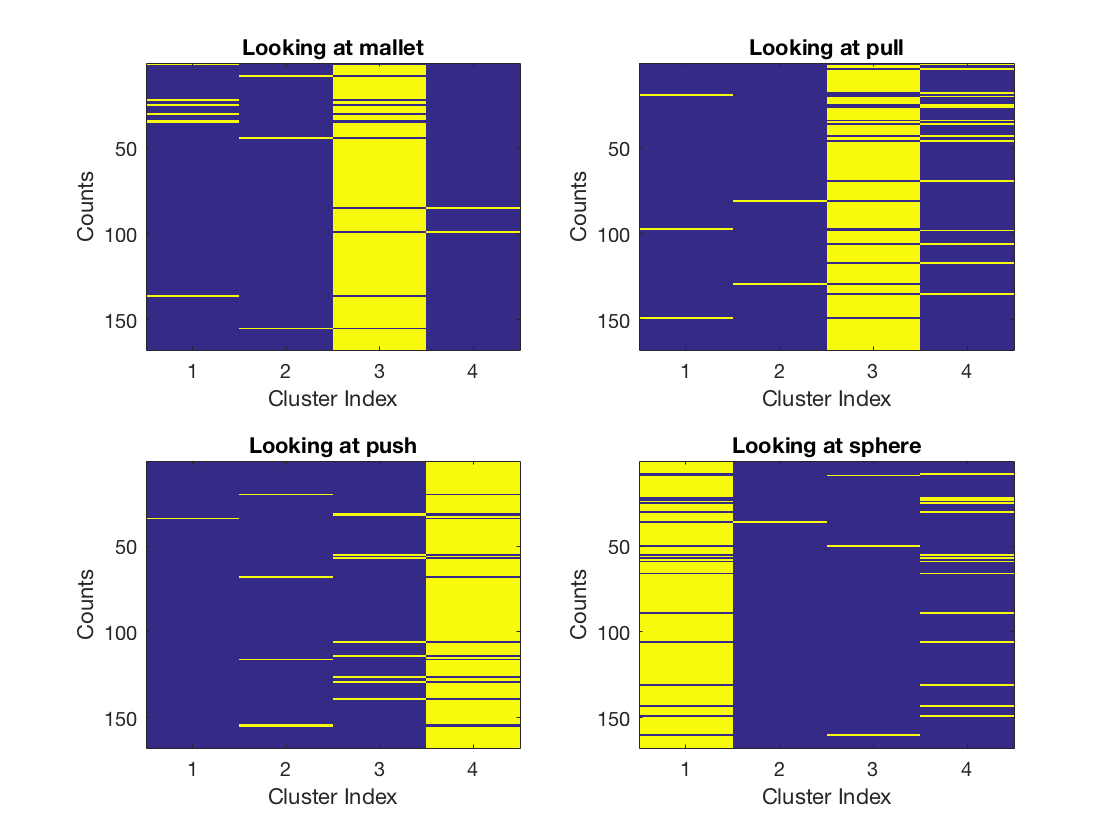 Looking at mallet
50
100
150
Counts
1 2 3 4
Cluster Index
Looking at pull
50
100
150
Counts
1 2 3 4
Cluster Index
Looking at push
50
100
150
Counts
1 2 3 4
Cluster Index
Looking at sphere
50
100
150
Counts
1 2 3 4
Cluster Index